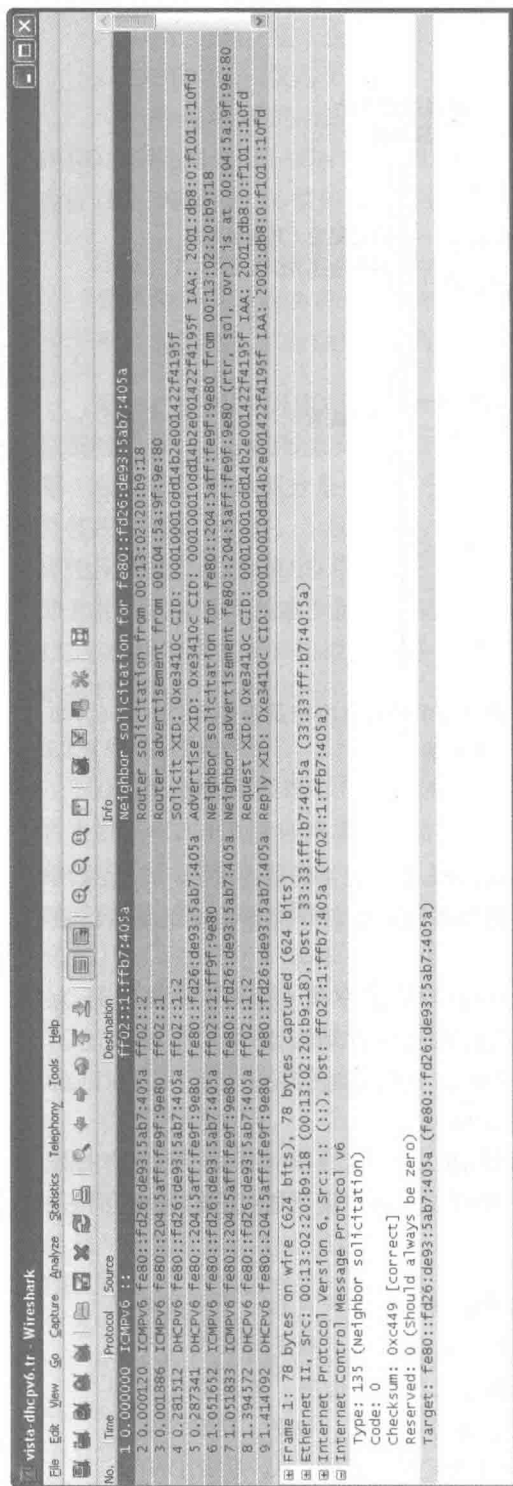 vista-dhcpv6.tr - Wireshark
File Edit View Go Capture Analyze Statistics Telephony Tools Help
No. Time Protocol Source Destination Info
1 0.000000 ICMPv6 :: ff02::1:ffb7:405a Neighbor solicitation for fe80::fd26:de93:5ab7:405a
2 0.000120 ICMPv6 fe80::fd26:de93:5ab7:405a ff02::2 Router solicitation from 00:13:02:20:b9:18
3 0.001886 ICMPv6 fe80::204:5aff:fe9f:9e80 ff02::1 Router advertisement from 00:04:5a:9f:9e:80
4 0.281512 DHCPv6 fe80::fd26:de93:5ab7:405a ff02::1:2 Solicit XID: 0xe3410c CID: 000100010dd14b2e001422f4195f
5 0.287341 DHCPv6 fe80::204:5aff:fe9f:9e80 fe80::fd26:de93:5ab7:405a Advertise XID: 0xe3410c CID: 000100010dd14b2e001422f4195f IAA: 2001:db8:0:f101::10fd
6 1.051652 ICMPv6 fe80::fd26:de93:5ab7:405a ff02::1:ff9f:9e80 Neighbor solicitation for fe80::204:5aff:fe9f:9e80 from 00:13:02:20:b9:18
7 1.051833 ICMPv6 fe80::204:5aff:fe9f:9e80 fe80::fd26:de93:5ab7:405a Neighbor advertisement fe80::204:5aff:fe9f:9e80 (rtr, sol, ovr) is at 00:04:5a:9f:9e:80
8 1.394572 DHCPv6 fe80::fd26:de93:5ab7:405a ff02::1:2 Request XID: 0xe3410c CID: 000100010dd14b2e001422f4195f IAA: 2001:db8:0:f101::10fd
9 1.414092 DHCPv6 fe80::204:5aff:fe9f:9e80 fe80::fd26:de93:5ab7:405a Reply XID: 0xe3410c CID: 000100010dd14b2e001422f4195f IAA: 2001:db8:0:f101::10fd
Frame 1: 78 bytes on wire (624 bits), 78 bytes captured (624 bits)
Ethernet II, Src: 00:13:02:20:b9:18 (00:13:02:20:b9:18), Dst: 33:33:ff:b7:40:5a (33:33:ff:b7:40:5a)
Internet Protocol Version 6, Src: :: (::), Dst: ff02::1:ffb7:405a (ff02::1:ffb7:405a)
Internet Control Message Protocol v6
Type: 135 (Neighbor solicitation)
Code: 0
Checksum: 0xc449 [correct]
Reserved: 0 (Should always be zero)
Target: fe80::fd26:de93:5ab7:405a (fe80::fd26:de93:5ab7:405a)